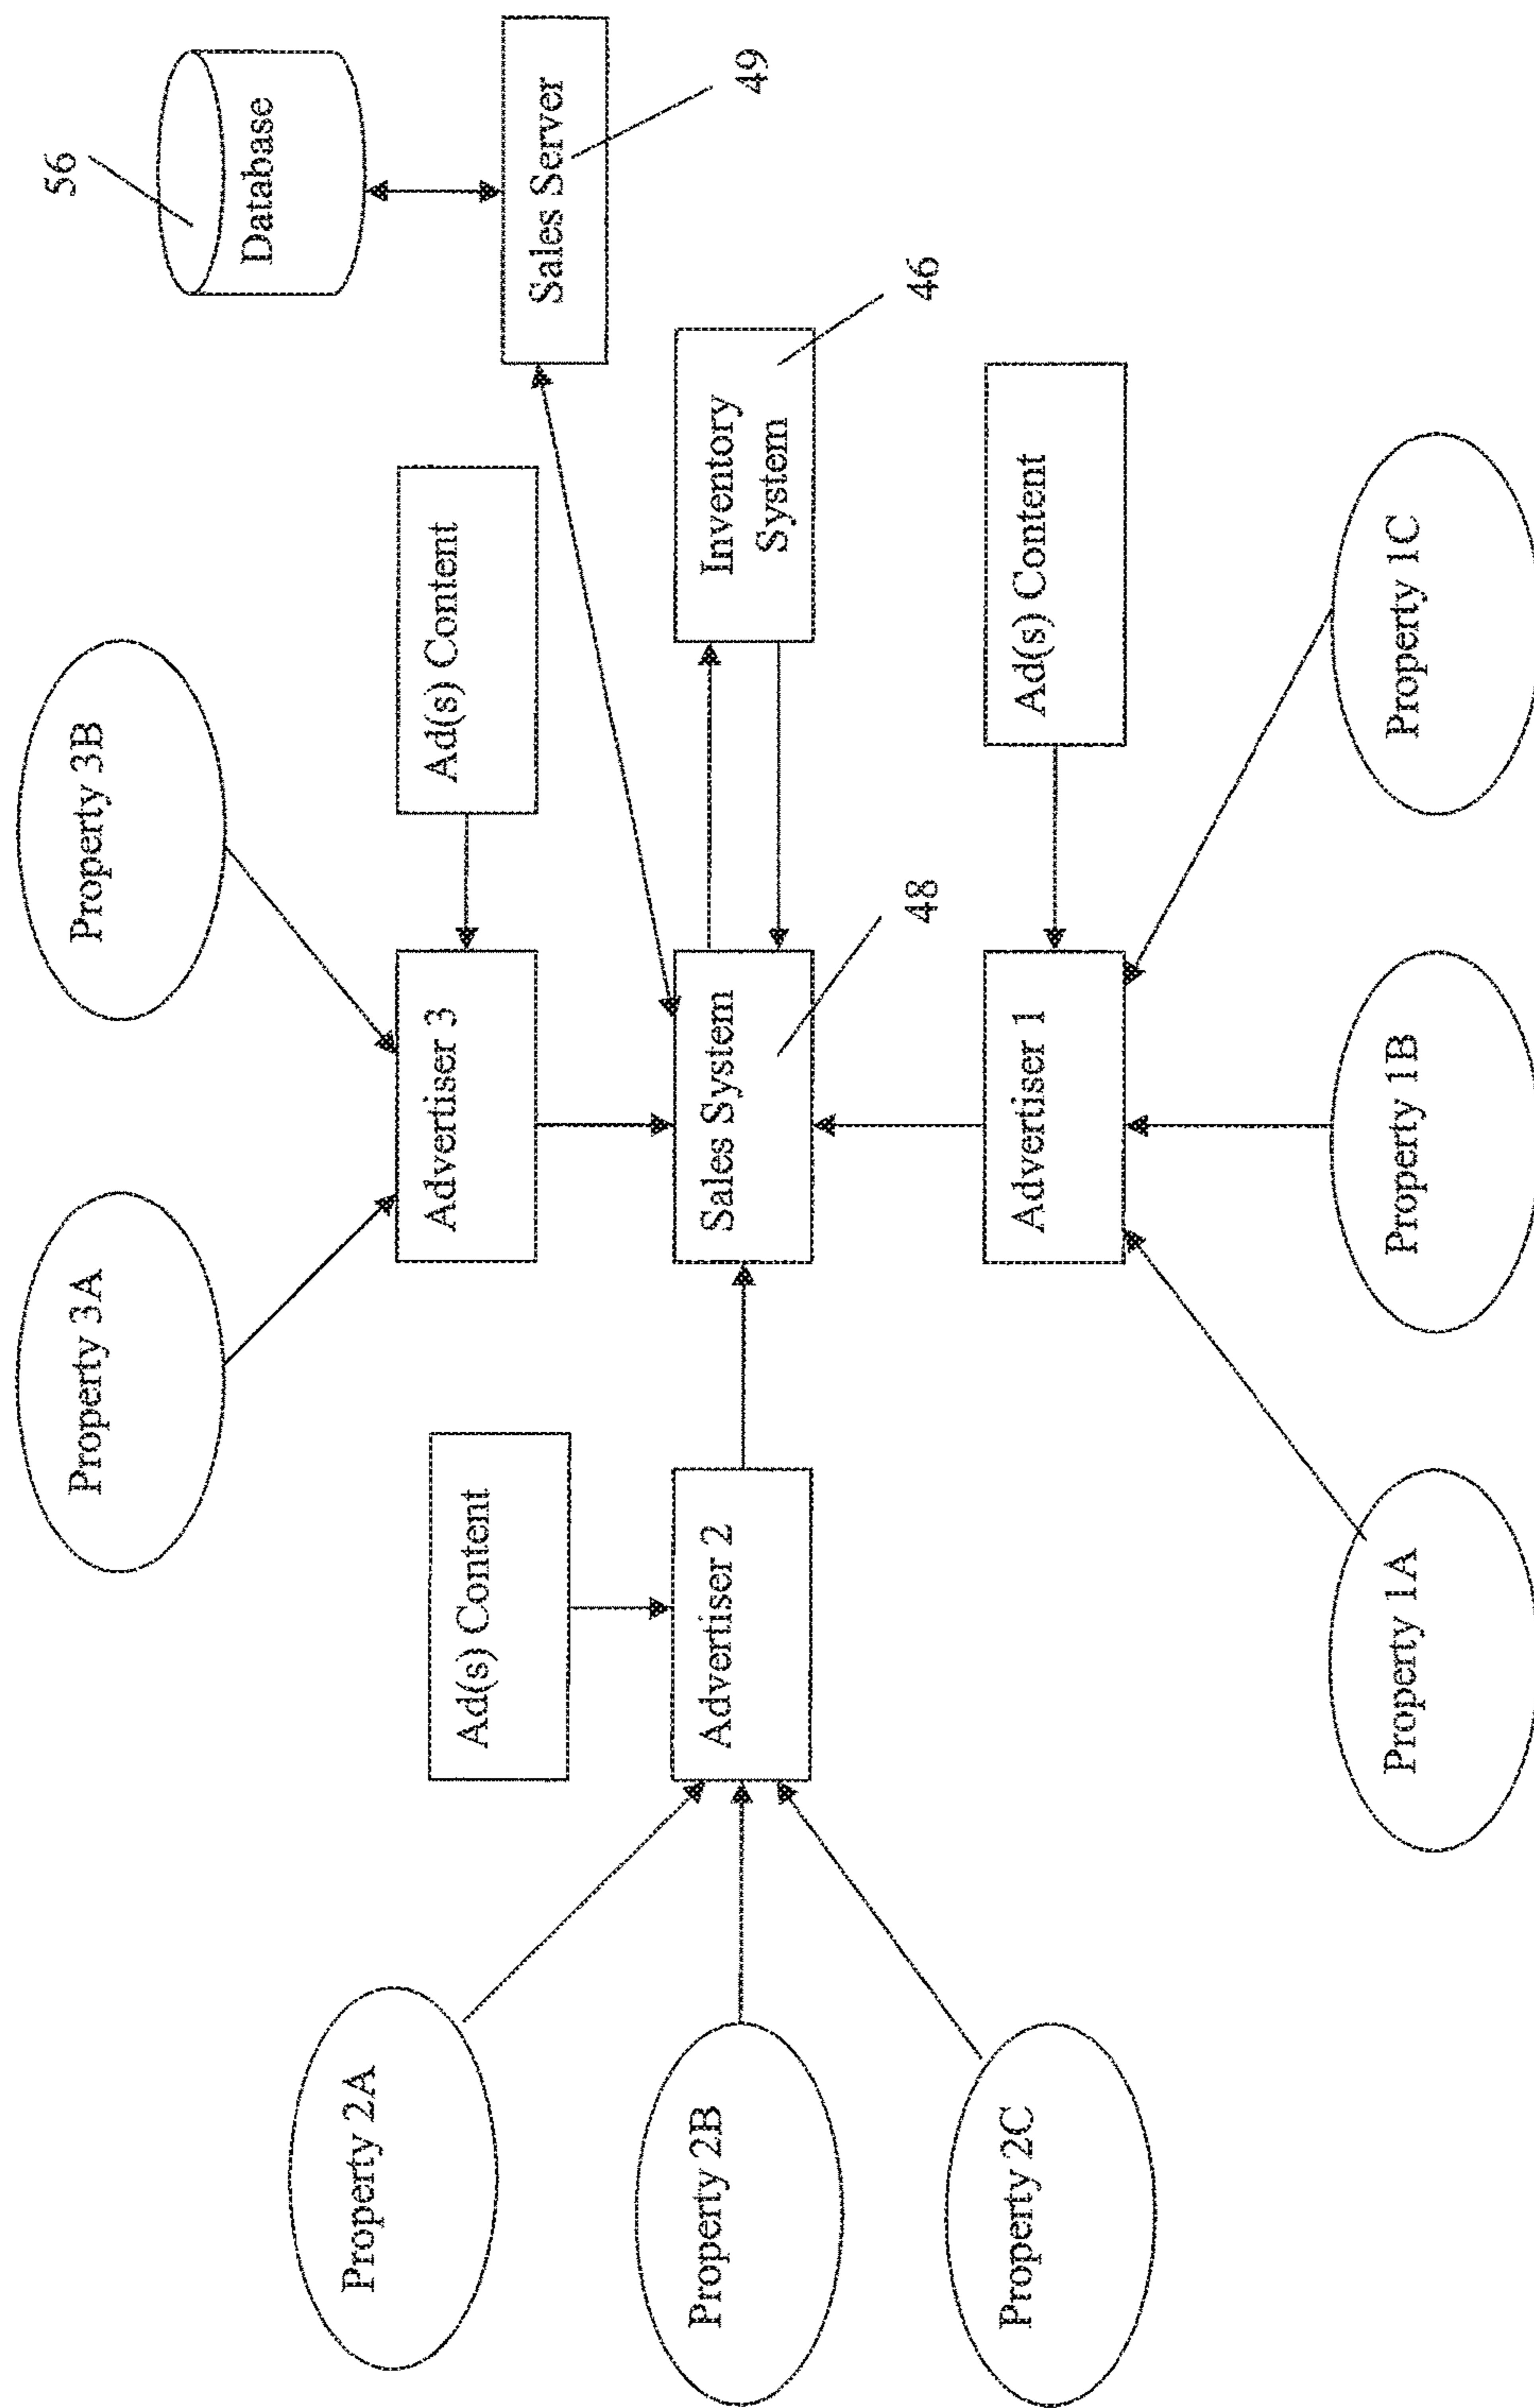 Property 3A
Property 3B
56
Database
Ad(s) Content
Advertiser 3
Ad(s) Content
Sales Server
49
Property 2A
Property 2B
Property 2C
Advertiser 2
Sales System
48
Inventory
System
46
Advertiser 1
Ad(s) Content
Property 1A
Property 1B
Property 1C